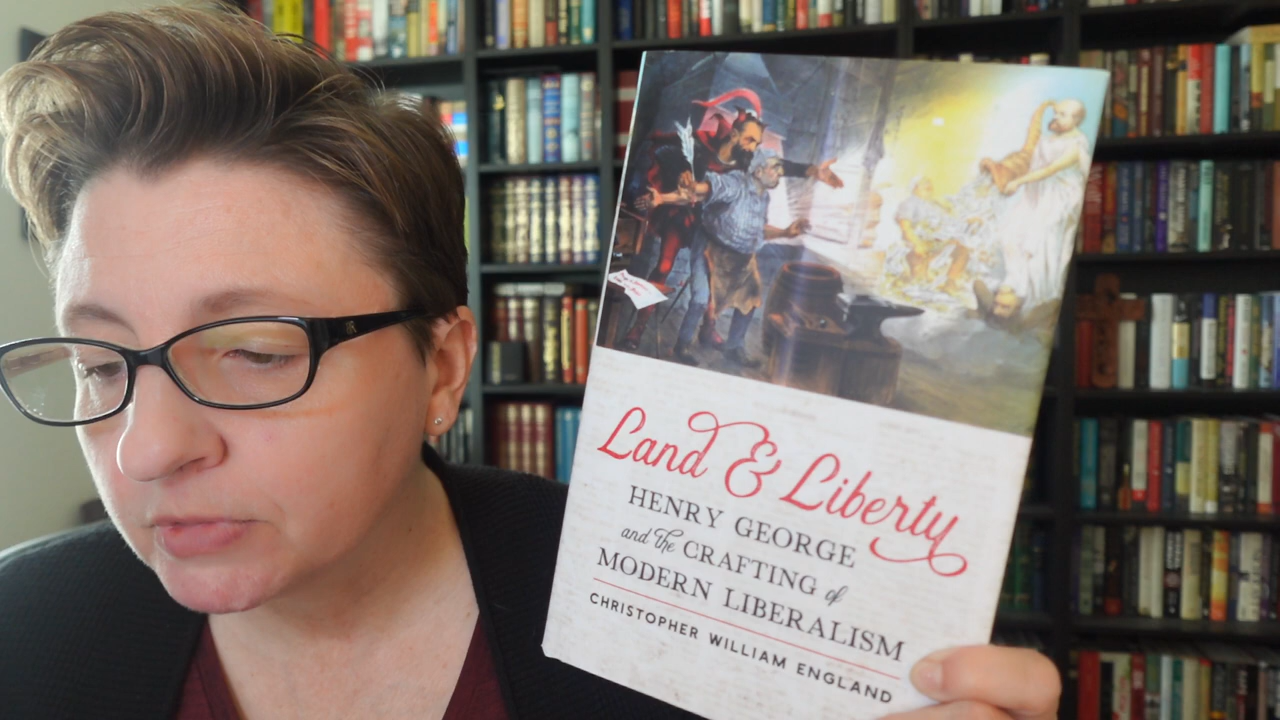 Land & Liberty
HENRY GEORGE
and the CRAFTING of
MODERN LIBERALISM
CHRISTOPHER WILLIAM ENGLAND